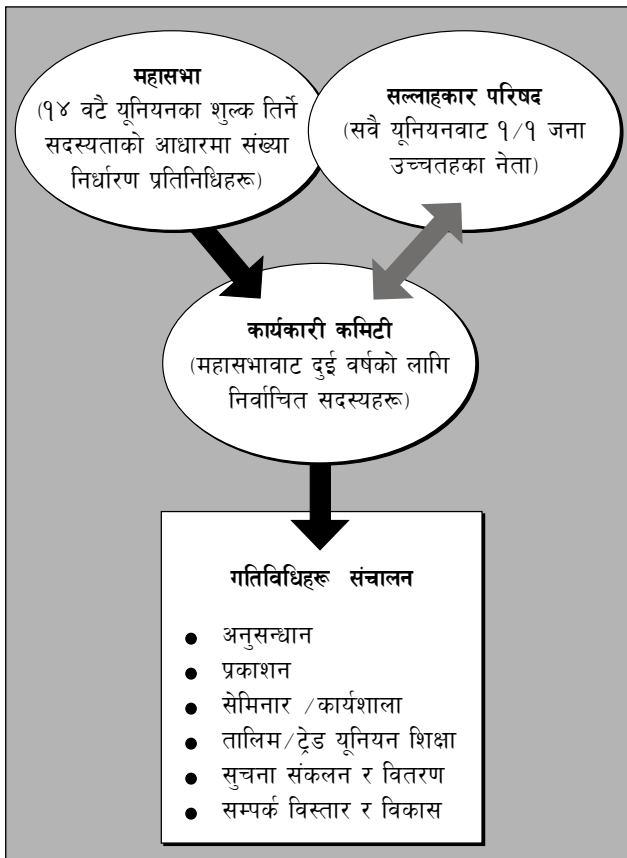 महासभा
(१४ वटै यूनियनका शुल्क तिर्ने
सदस्यताको आधारमा संख्या
निर्धारण प्रतिनिधिहरू)
सल्लाहकार परिषद
(सवै यूनियनवाट १/१ जना
उच्चतहका नेता)
कार्यकारी कमिटी
(महासभावाट दुई वर्षको लागि
निर्वाचित सदस्यहरू)
गतिविधिहरू संचालन
● अनुसन्धान
● प्रकाशन
● सेमिनार /कार्यशाला
● तालिम/ट्रेड यूनियन शिक्षा
● सुचना संकलन र वितरण
● सम्पर्क विस्तार र विकास